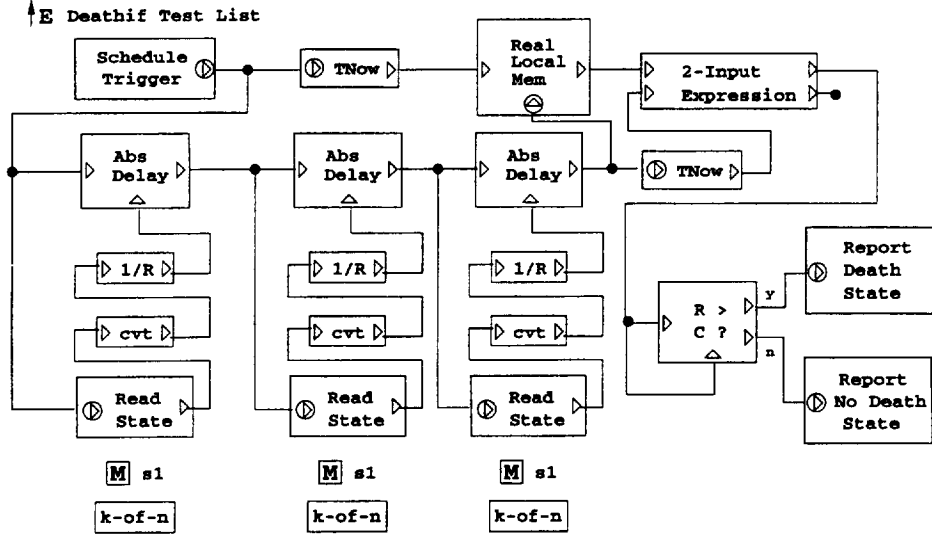 E Deathif Test List
Schedule
Trigger
TNow
Real
Local
Mem
2-Input
Expression
Abs
Delay
Abs
Delay
Abs
Delay
TNow
1/R
1/R
1/R
cvt
cvt
cvt
R >
C ?
y
n
Report
Death
State
Read
State
Read
State
Read
State
Report
No Death
State
M s1
M s1
M s1
k-of-n
k-of-n
k-of-n